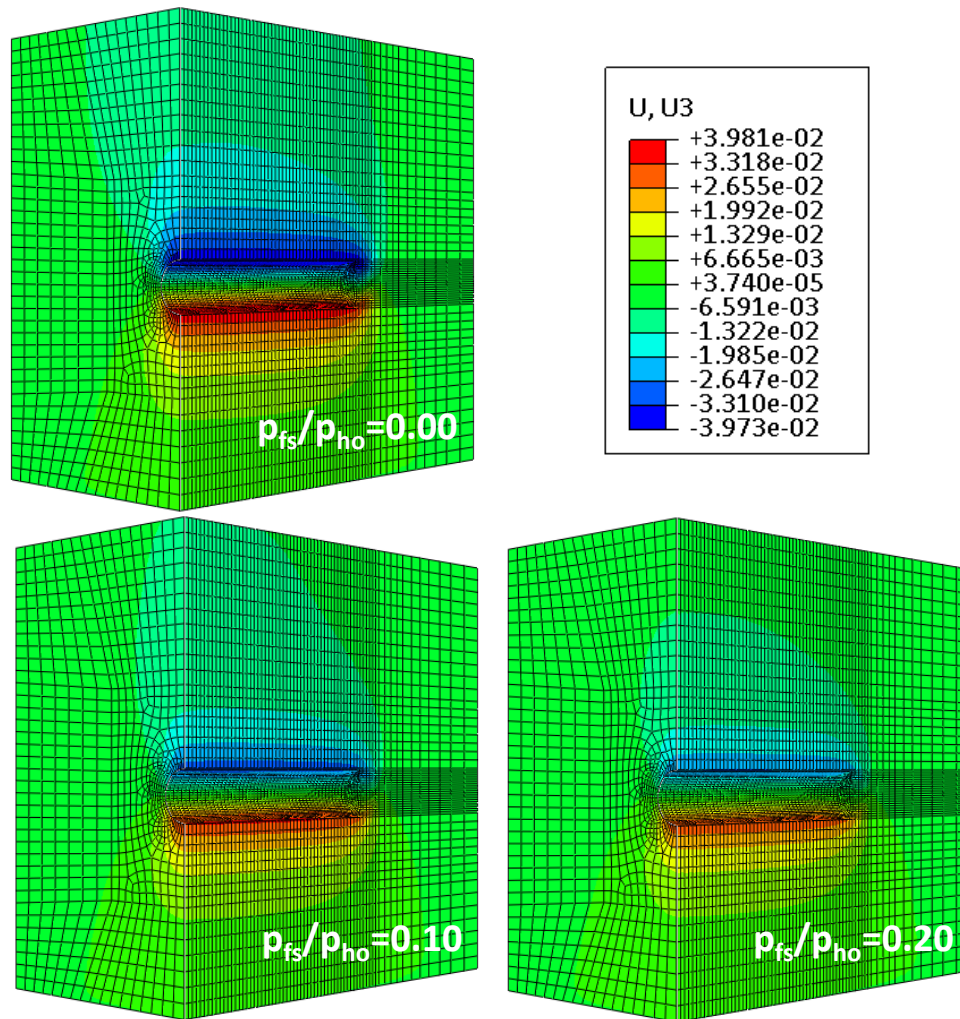 U, U3
+3.981e-02
+3.318e-02
+2.655e-02
+1.992e-02
+1.329e-02
+6.665e-03
+3.740e-05
-6.591e-03
-1.322e-02
-1.985e-02
-2.647e-02
-3.310e-02
-3.973e-02
pfs/pho=0.00
pfs/pho=0.10
pfs/pho=0.20